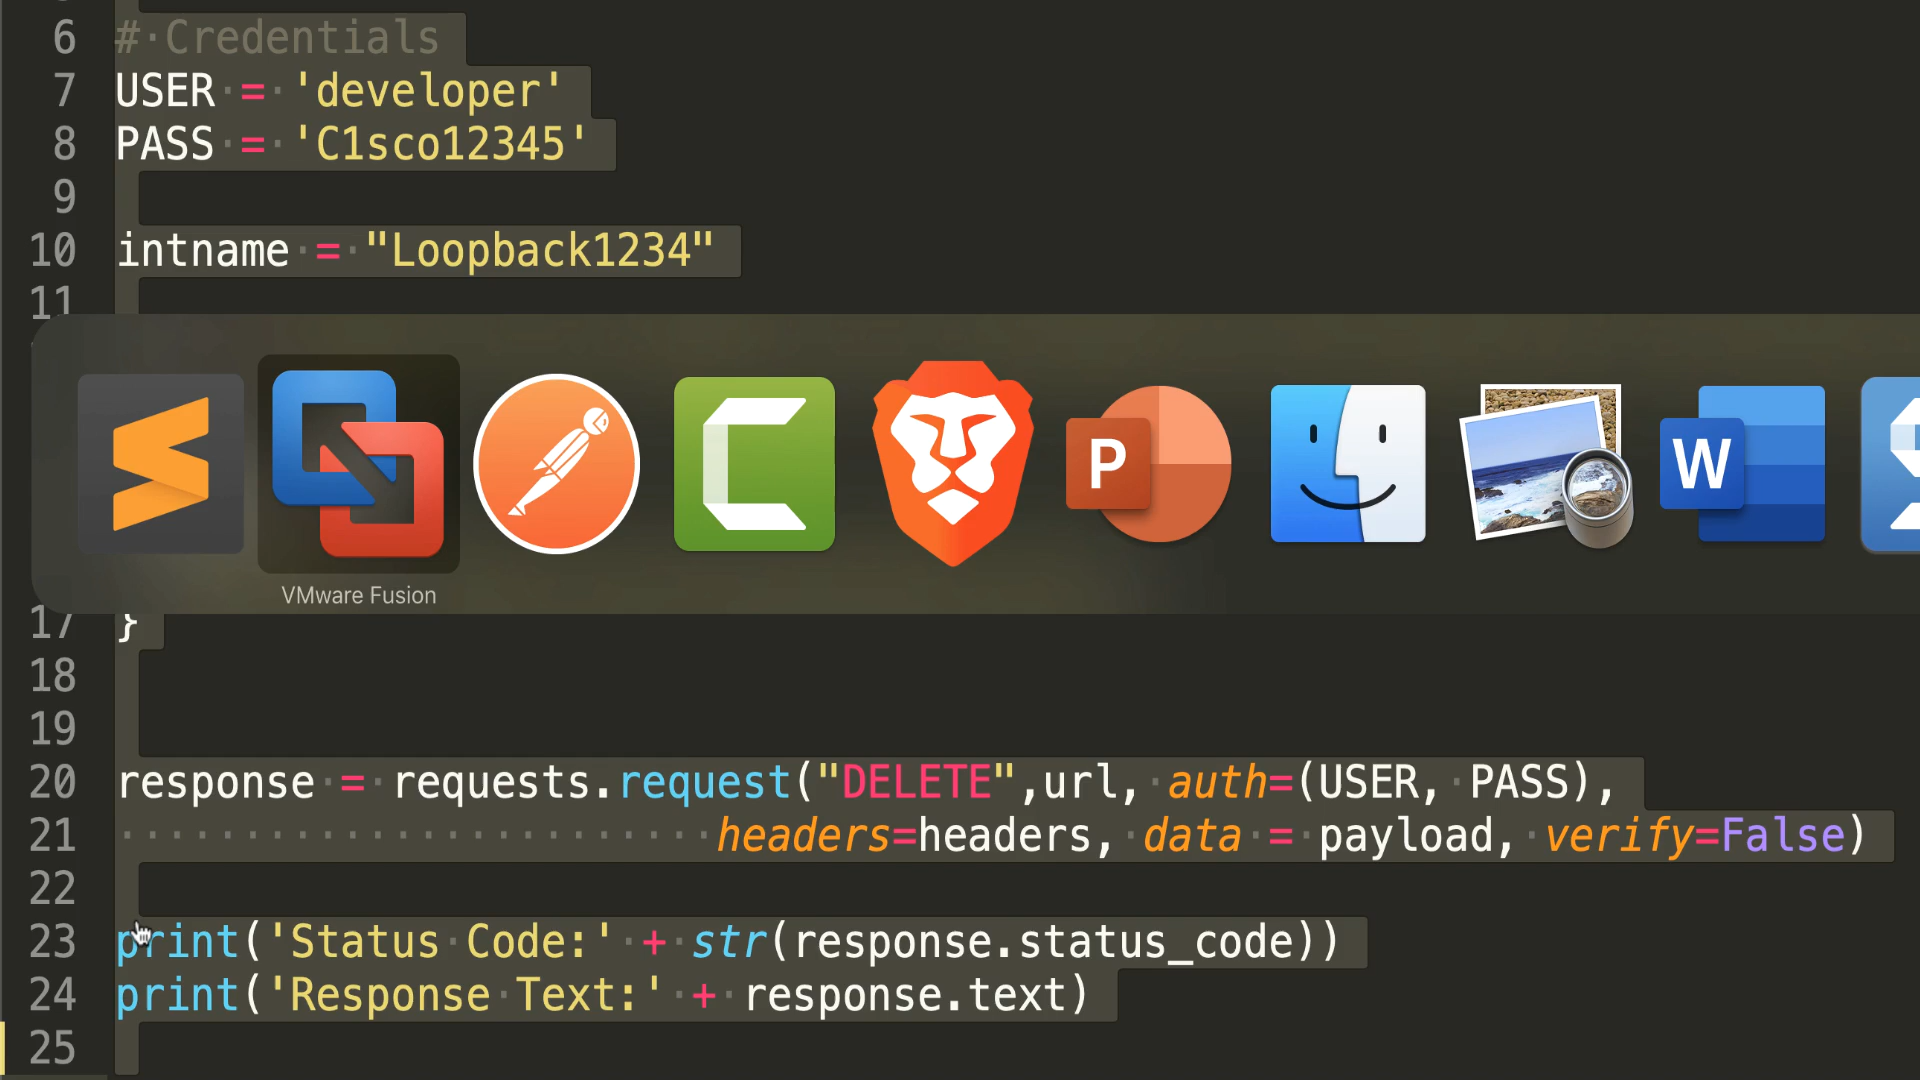 6 # Credentials
7 USER = 'developer'
8 PASS = 'C1sco12345'
9
10 intname = "Loopback1234"
11
P
W
VMware Fusion
17 }
18
19
20 response = requests.request("DELETE",url, auth=(USER, PASS),
21 headers=headers, data = payload, verify=False)
22
23 print('Status Code:' + str(response.status_code))
24 print('Response Text:' + response.text)
25